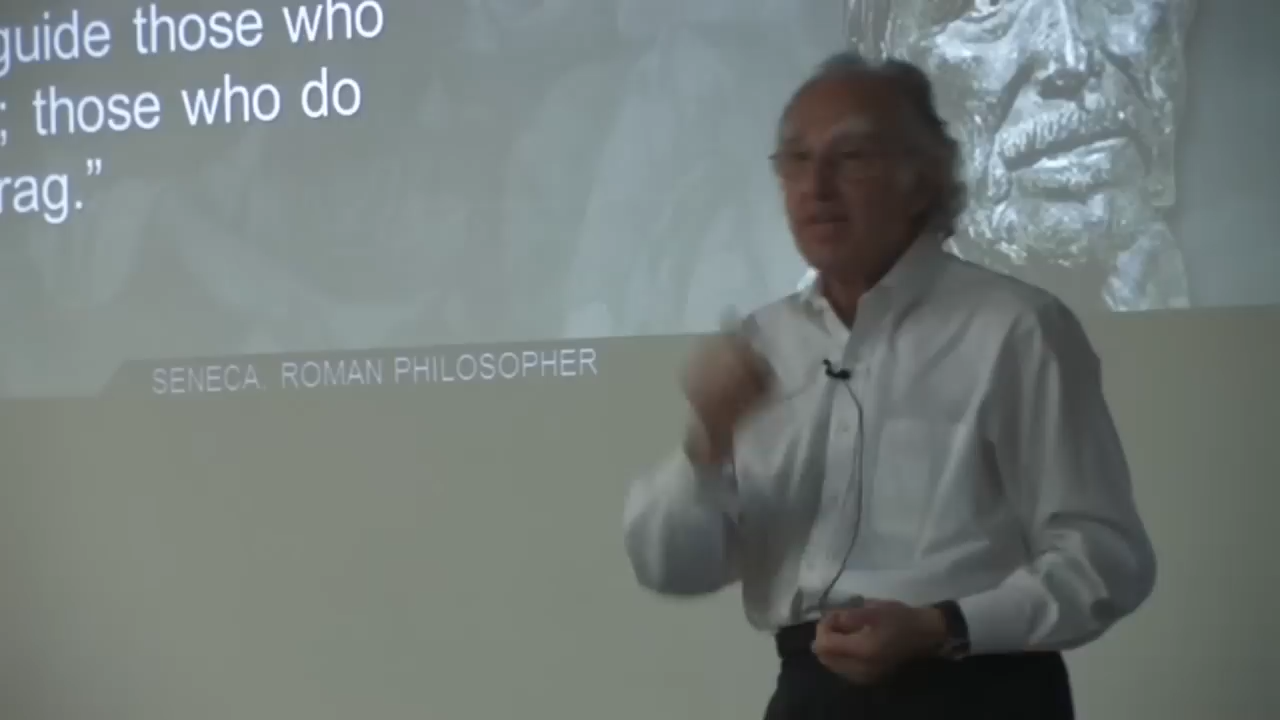 guide those who
; those who do
rag.”
SENECA, ROMAN PHILOSOPHER